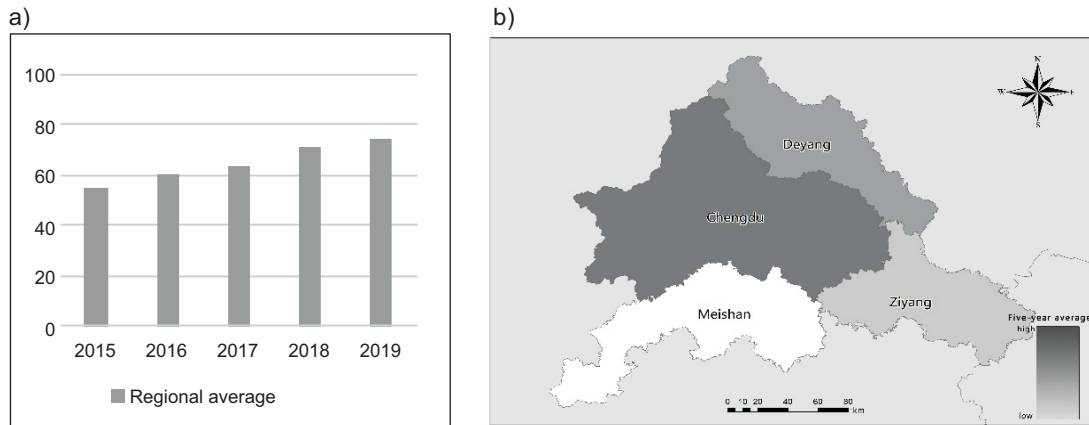 a)
100
80
60
40
20
0
2015 2016 2017 2018 2019
Regional average
b)
N
W E
S
Deyang
Chengdu
Meishan
Ziyang
Five-year average
high
low
0 10 20 40 60 80
km